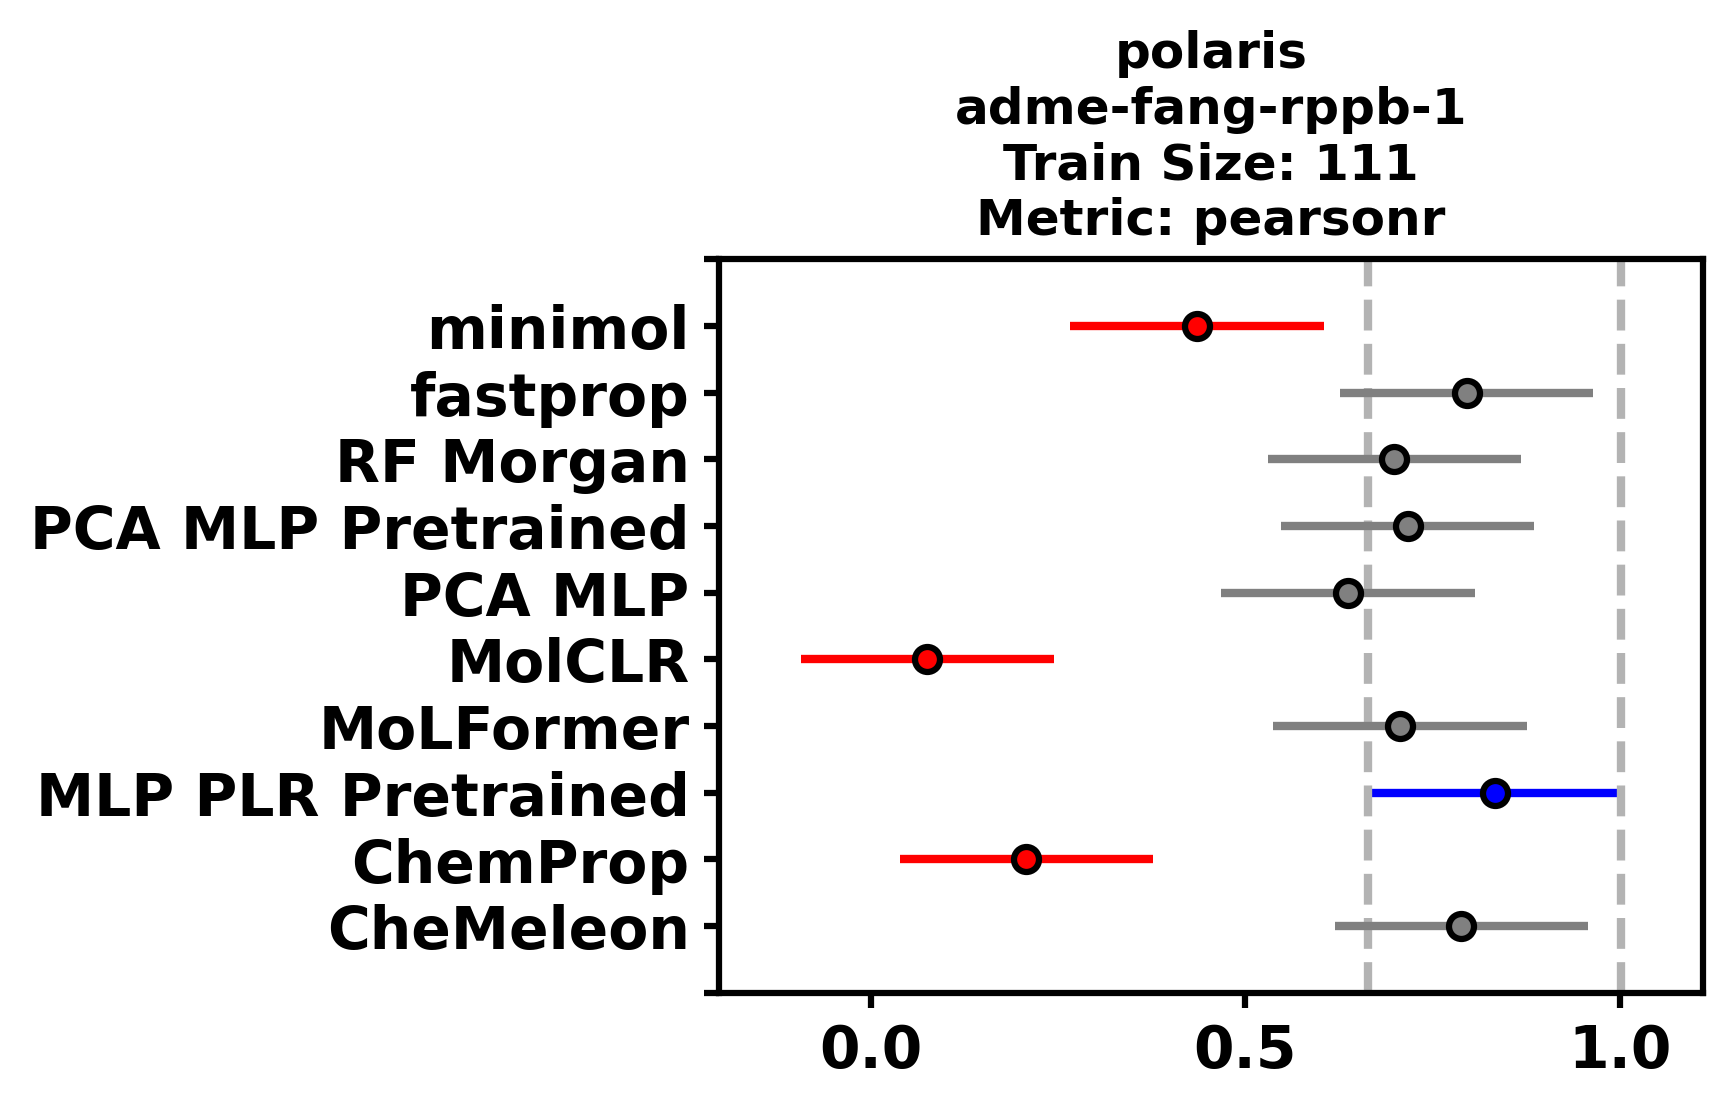 polaris
adme-fang-rppb-1
Train Size: 111
Metric: pearsonr
minimol
fastprop
RF Morgan
PCA MLP Pretrained
PCA MLP
MolCLR
MoLFormer
MLP PLR Pretrained
ChemProp
CheMeleon
0.0 0.5 1.0